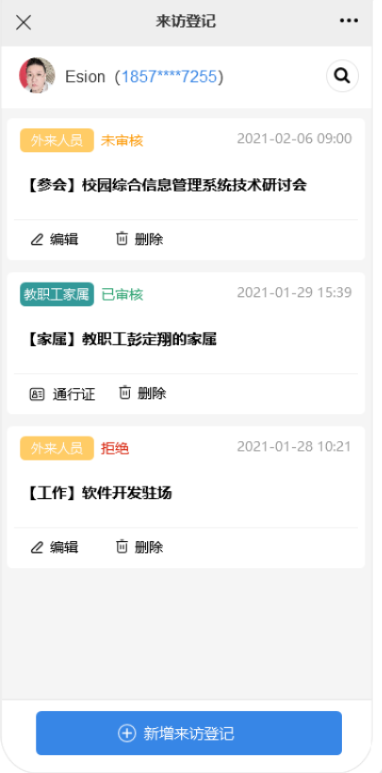 来访登记
Esion (1857****7255)
外来人员 未审核 2021-02-06 09:00
【参会】校园综合信息管理系统技术研讨会
编辑 删除
教职工家属 已审核 2021-01-29 15:39
【家属】教职工彭定翔的家属
通行证 删除
外来人员 拒绝 2021-01-28 10:21
【工作】软件开发驻场
编辑 删除
新增来访登记